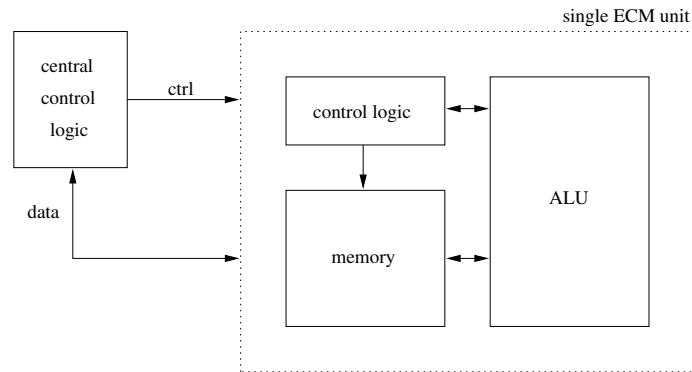 single ECM unit
central
control
logic
ctrl
control logic
data
memory
ALU